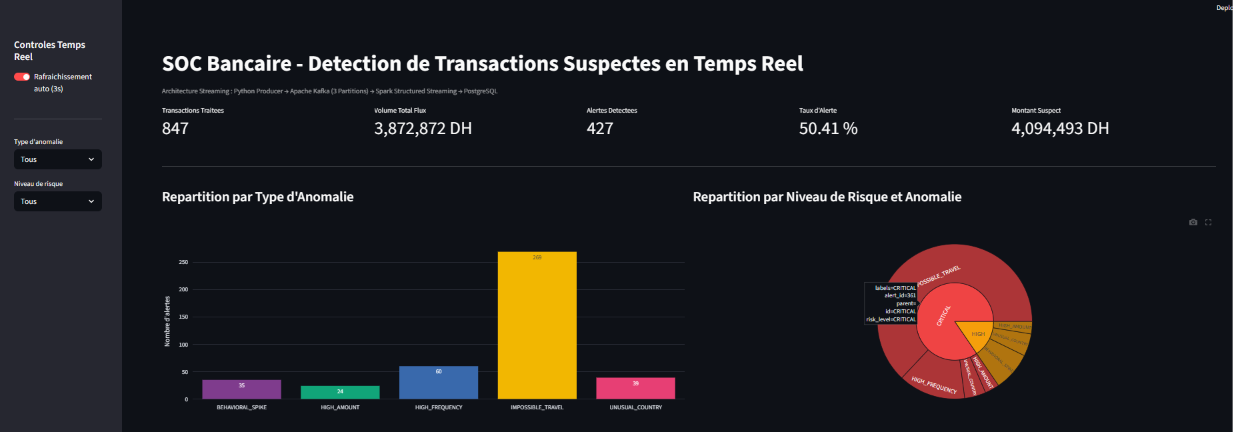 Deplo
Controles Temps
Reel
Rafraichissement
auto (3s)
Type d'anomalie
Tous
Niveau de risque
Tous
SOC Bancaire - Detection de Transactions Suspectes en Temps Reel
Architecture Streaming : Python Producer → Apache Kafka (3 Partitions) → Spark Structured Streaming → PostgreSQL
Transactions Traitees
847
Volume Total Flux
3,872,872 DH
Alertes Detectees
427
Taux d'Alerte
50.41 %
Montant Suspect
4,094,493 DH
Repartition par Type d'Anomalie
Nombre d'alertes
250
200
150
100
50
0
35
24
60
269
39
BEHAVIORAL_SPIKE
HIGH_AMOUNT
HIGH_FREQUENCY
IMPOSSIBLE_TRAVEL
UNUSUAL_COUNTRY
Repartition par Niveau de Risque et Anomalie
labels=CRITICAL
alert_id=361
parent=
id=CRITICAL
risk_level=CRITICAL
POSSIBLE_TRAVEL
CRITICAL
HIGH
HIGH_FREQUENCY
HIGH_AMOUNT